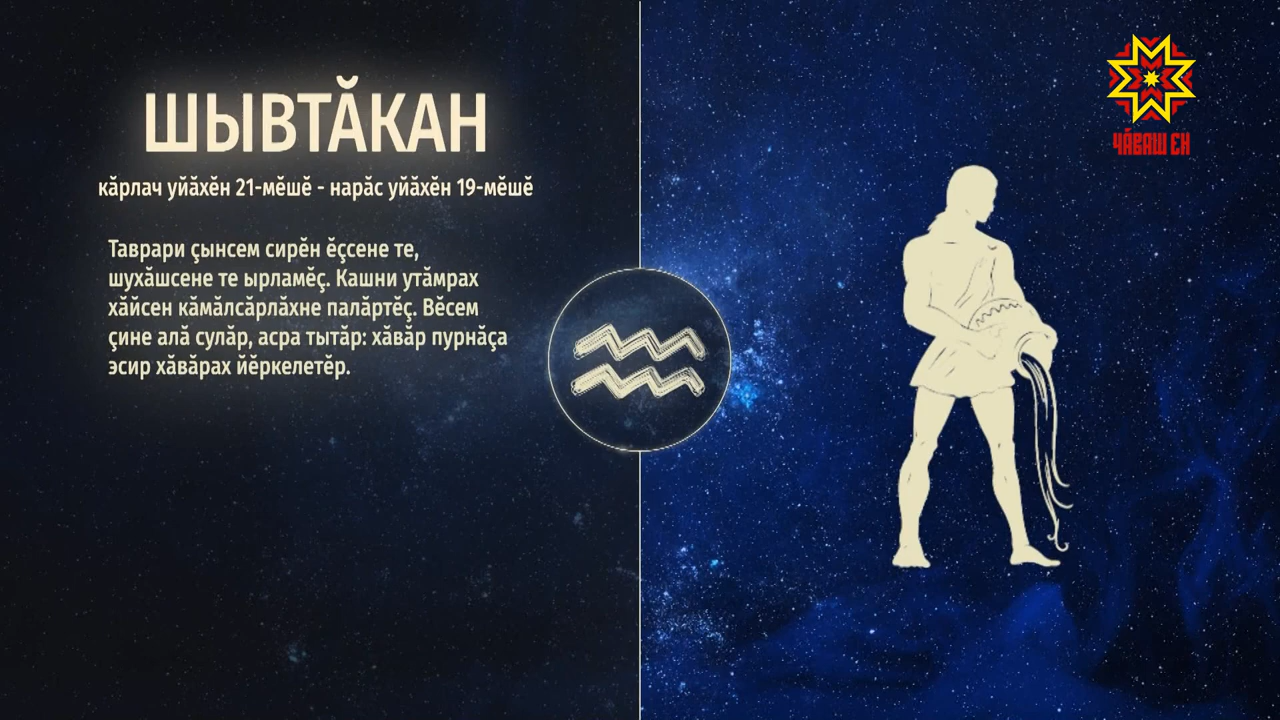 ШЫВТӐКАН
кӑрлач уйӑхӗн 21-мӗшӗ - нарӑс уйӑхӗн 19-мӗшӗ
Таврари ҫынсем сирӗн ӗҫсене те,
шухӑшсене те ырламӗҫ. Кашни утӑмрах
хӑйсен кӑмӑлсӑрлӑхне палӑртӗҫ. Вӗсем
ҫине алӑ сулӑр, асра тытӑр: хӑвӑр пурнӑҫа
эсир хӑвӑрах йӗркелетӗр.
ЧӐВАШ ЕН